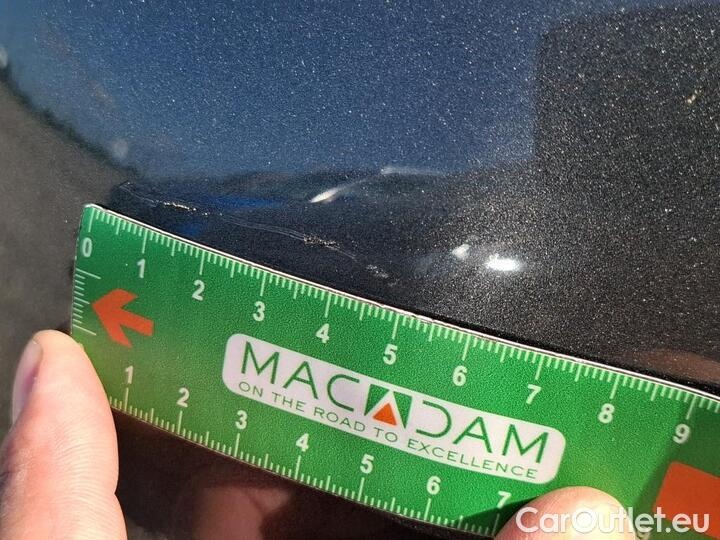 0 1 2 3 4 5 6 7 8 9
MACADAM
ON THE ROAD TO EXCELLENCE
1 2 3 4 5 6 7
CarOutlet.eu